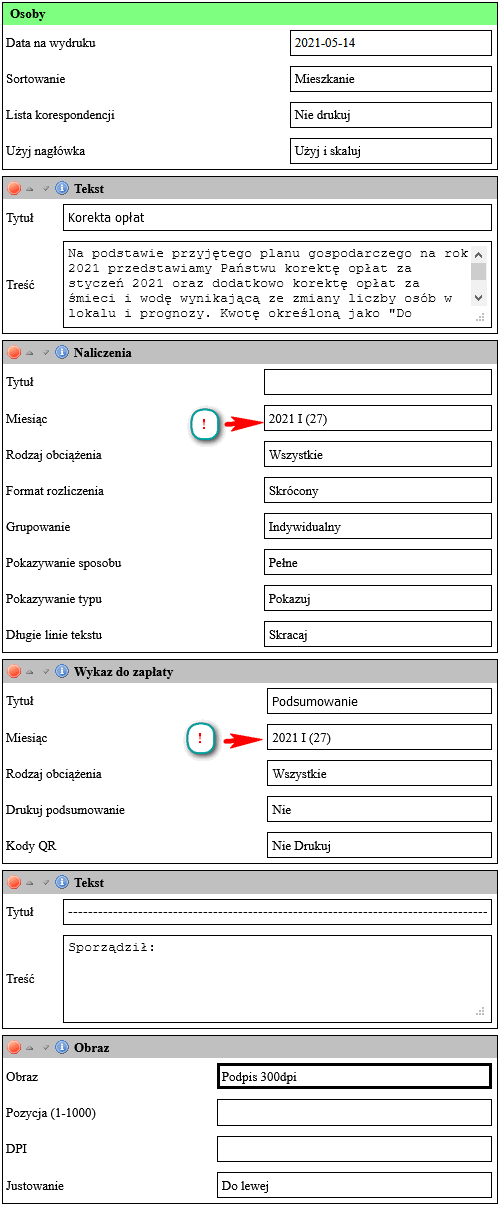 Osoby
Data na wydruku 2021-05-14
Sortowanie Mieszkanie
Lista korespondencji Nie drukuj
Użyj nagłówka Użyj i skaluj
Tekst
Tytuł Korekta opłat
Treść
Na podstawie przyjętego planu gospodarczego na rok
2021 przedstawiamy Państwu korektę opłat za
styczeń 2021 oraz dodatkowo korektę opłat za
śmieci i wodę wynikającą ze zmiany liczby osób w
lokalu i prognozy. Kwotę określoną jako "Do
Naliczenia
Tytuł
Miesiąc ! 2021 I (27)
Rodzaj obciążenia Wszystkie
Format rozliczenia Skrócony
Grupowanie Indywidualny
Pokazywanie sposobu Pełne
Pokazywanie typu Pokazuj
Długie linie tekstu Skracaj
Wykaz do zapłaty
Tytuł Podsumowanie
Miesiąc ! 2021 I (27)
Rodzaj obciążenia Wszystkie
Drukuj podsumowanie Nie
Kody QR Nie Drukuj
Tekst
Tytuł ------------------------------------------------------------------------------------
Treść Sporządził:
Obraz
Obraz Podpis 300dpi
Pozycja (1-1000)
DPI
Justowanie Do lewej